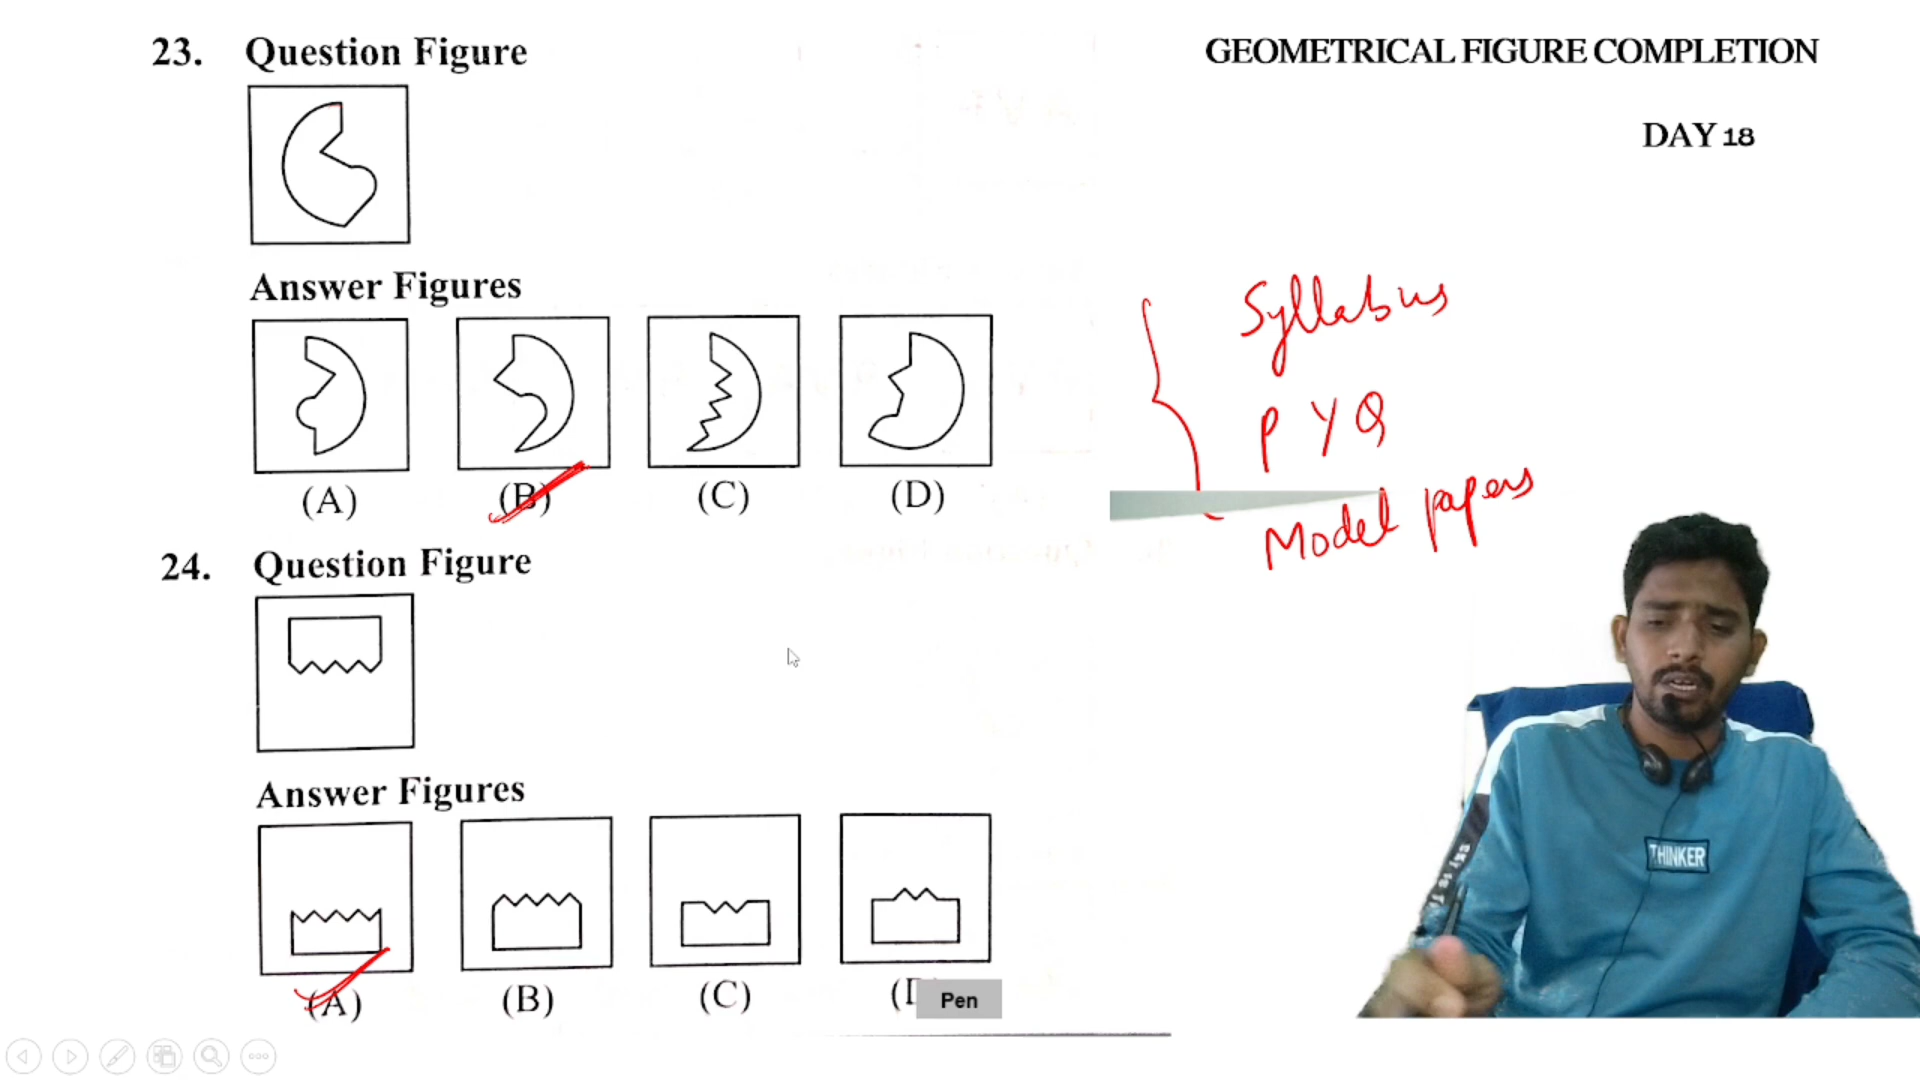 23. Question Figure
GEOMETRICAL FIGURE COMPLETION
DAY 18
Answer Figures
(A) (B) (C) (D)
Syllabus
P Y Q
Model papers
24. Question Figure
Answer Figures
(A) (B) (C)
Pen
THINKER